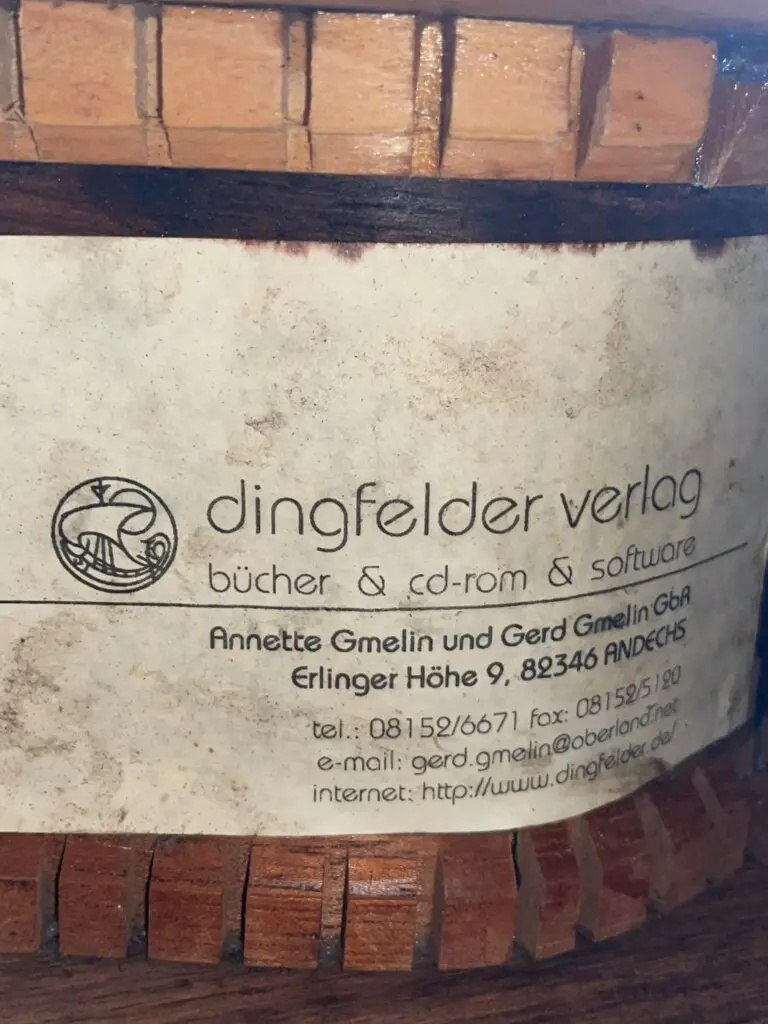 dingfelder verlag
bücher & cd-rom & software
Annette Gmelin und Gerd Gmelin GbR
Erlinger Höhe 9, 82346 ANDECHS
tel.: 08152/6671 fax: 08152/5120
e-mail: gerd.gmelin@oberland.net
internet: http://www.dingfelder.de/